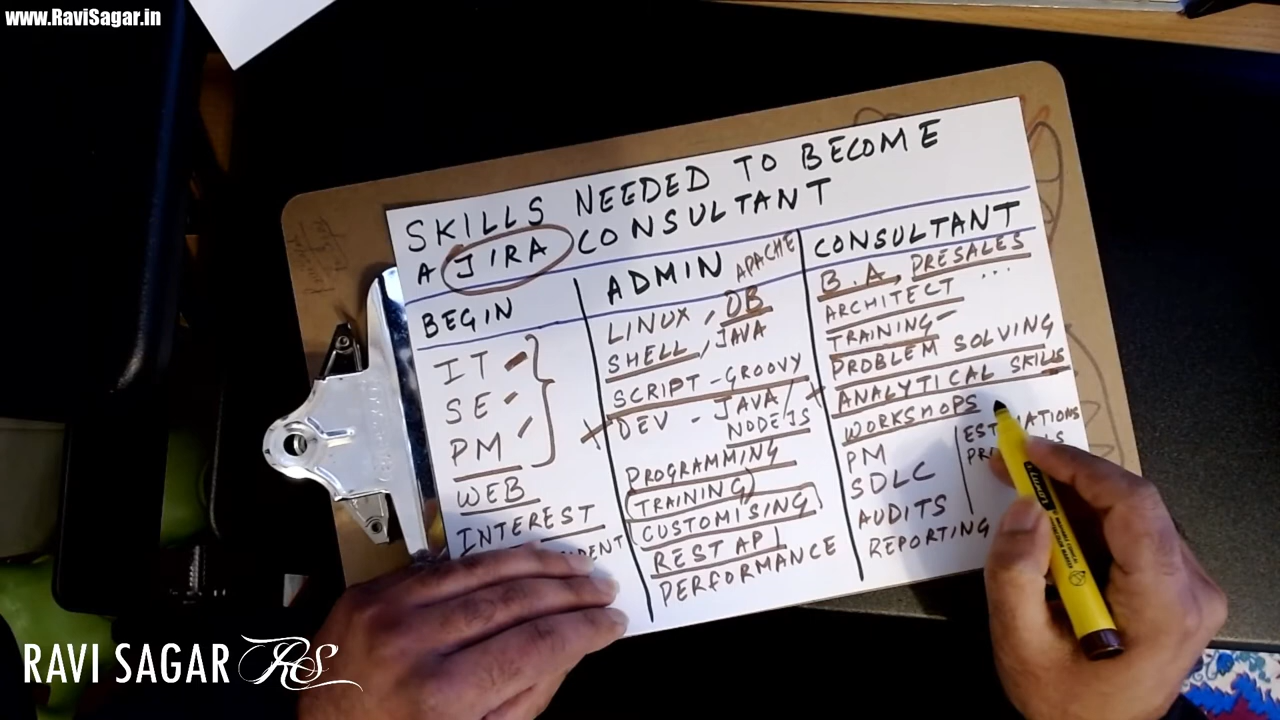 www.RaviSagar.in
SKILLS NEEDED TO BECOME
A JIRA CONSULTANT
BEGIN
IT
SE
PM
WEB
INTEREST
ADMIN APACHE
LINUX, DB
SHELL, JAVA
SCRIPT - GROOVY
DEV - JAVA/
NODEJS
PROGRAMMING
(TRAINING)
CUSTOMISING
REST API
PERFORMANCE
CONSULTANT
B.A, PRESALES
ARCHITECT ...
TRAINING
PROBLEM SOLVING
ANALYTICAL SKILLS
WORKSHOPS
PM
SDLC
AUDITS
REPORTING
RAVI SAGAR RS